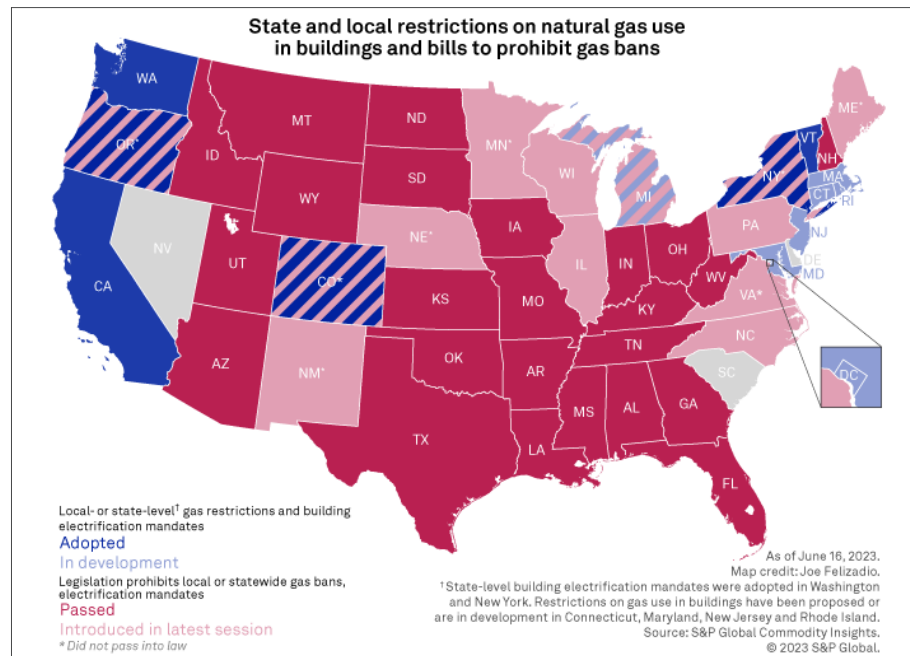 State and local restrictions on natural gas use
in buildings and bills to prohibit gas bans
WA
OR*
CA
NV
ID
MT
WY
UT
AZ
CO*
NM*
ND
SD
NE*
KS
OK
TX
MN*
IA
MO
AR
LA
WI
IL
MI
IN
OH
KY
TN
MS
AL
GA
FL
SC
NC
VA*
WV
PA
NY*
VT
NH
ME*
MA
CT
RI
NJ
DE
MD
DC
Local- or state-level† gas restrictions and building
electrification mandates
Adopted
In development
Legislation prohibits local or statewide gas bans,
electrification mandates
Passed
Introduced in latest session
* Did not pass into law
As of June 16, 2023.
Map credit: Joe Felizadio.
†State-level building electrification mandates were adopted in Washington
and New York. Restrictions on gas use in buildings have been proposed or
are in development in Connecticut, Maryland, New Jersey and Rhode Island.
Source: S&P Global Commodity Insights.
© 2023 S&P Global.